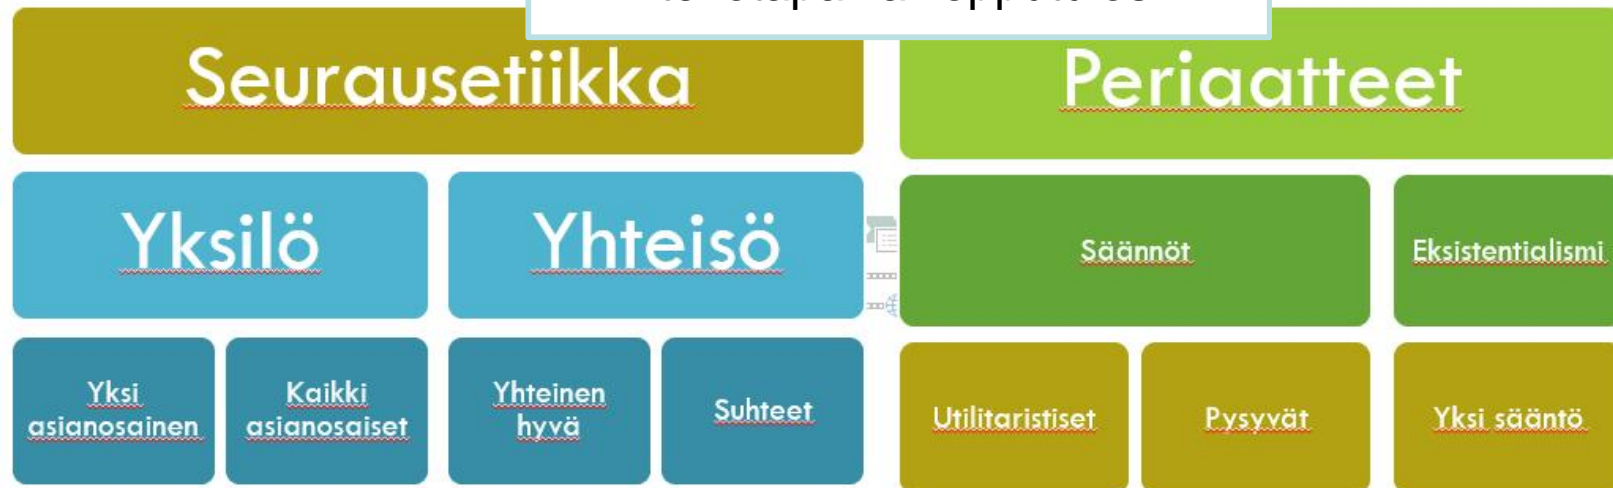 Seurausetiikka
Periaatteet
Yksilö
Yhteisö
Säännöt
Eksistentialismi
Yksi
asianosainen
Kaikki
asianosaiset
Yhteinen
hyvä
Suhteet
Utilitaristiset
Pysyvät
Yksi sääntö